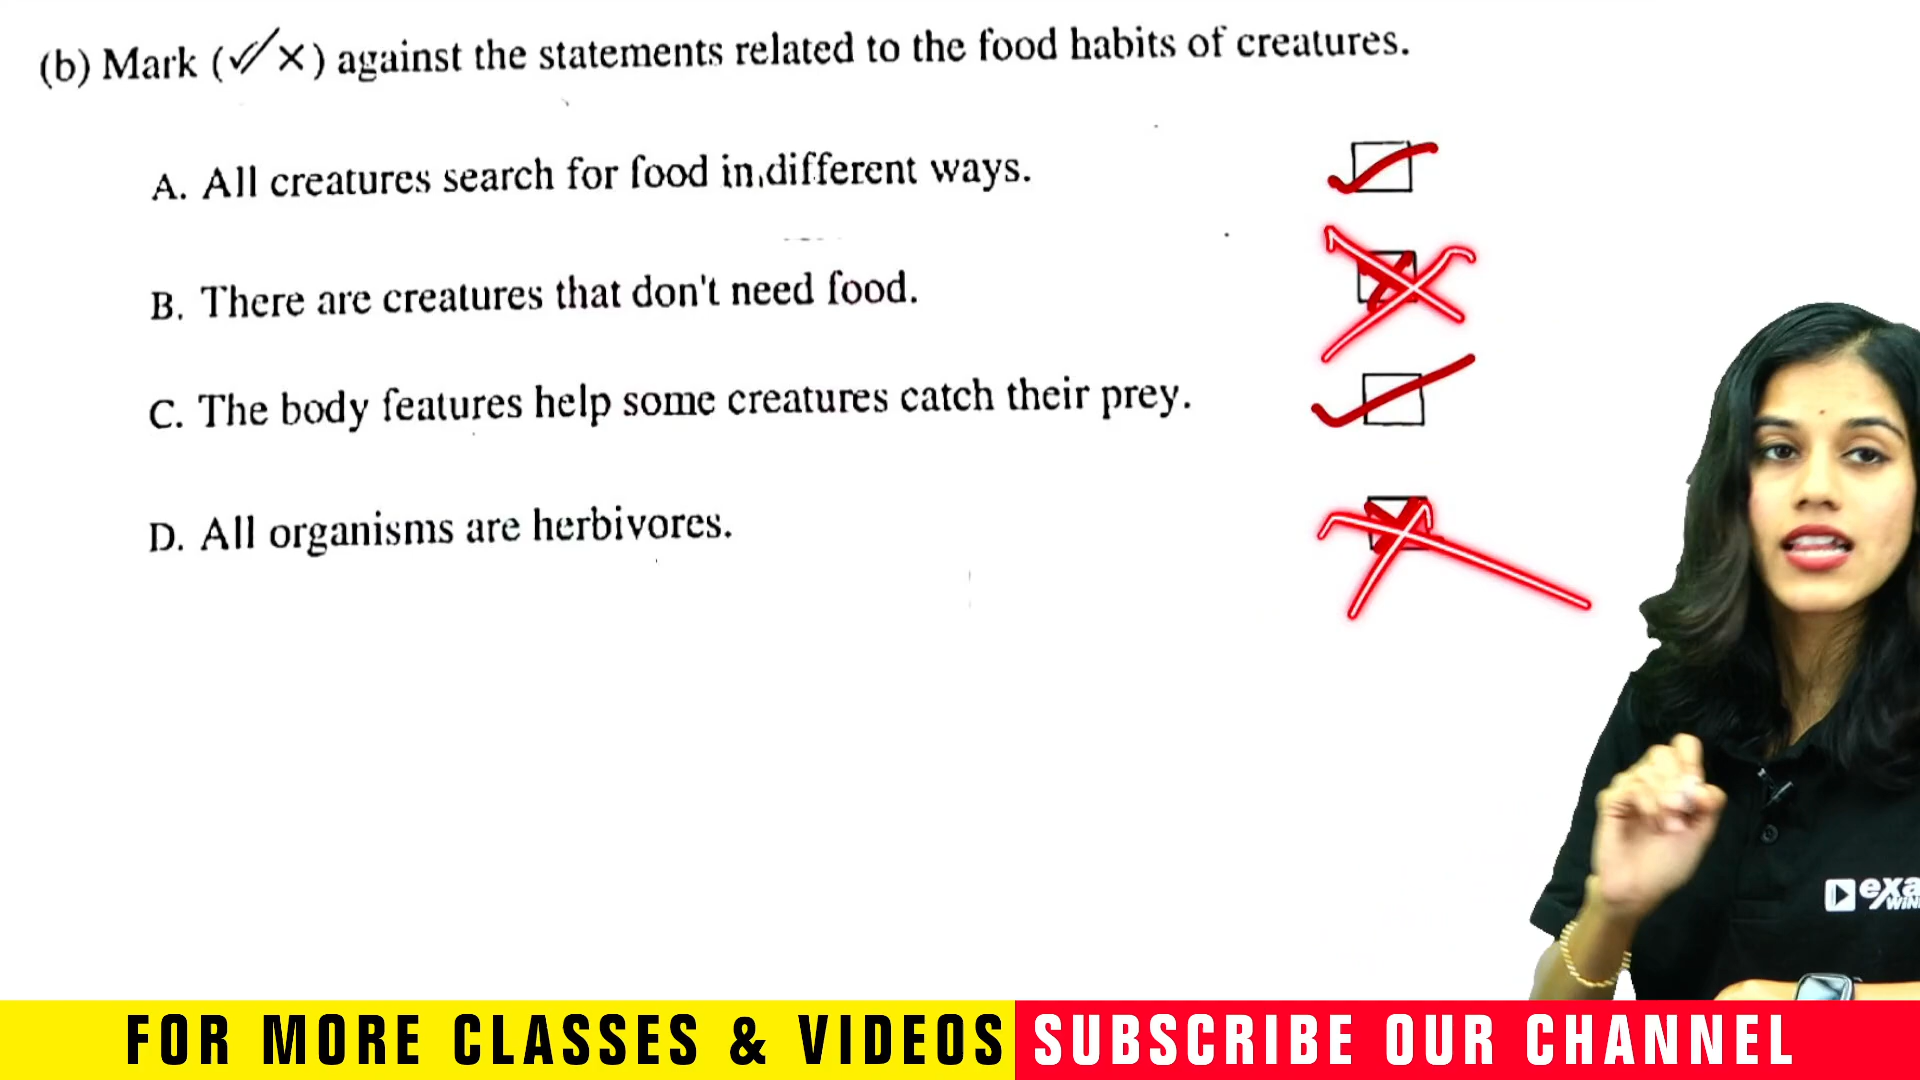 (b) Mark (✓/×) against the statements related to the food habits of creatures.
A. All creatures search for food in different ways.
B. There are creatures that don't need food.
C. The body features help some creatures catch their prey.
D. All organisms are herbivores.
FOR MORE CLASSES & VIDEOS SUBSCRIBE OUR CHANNEL